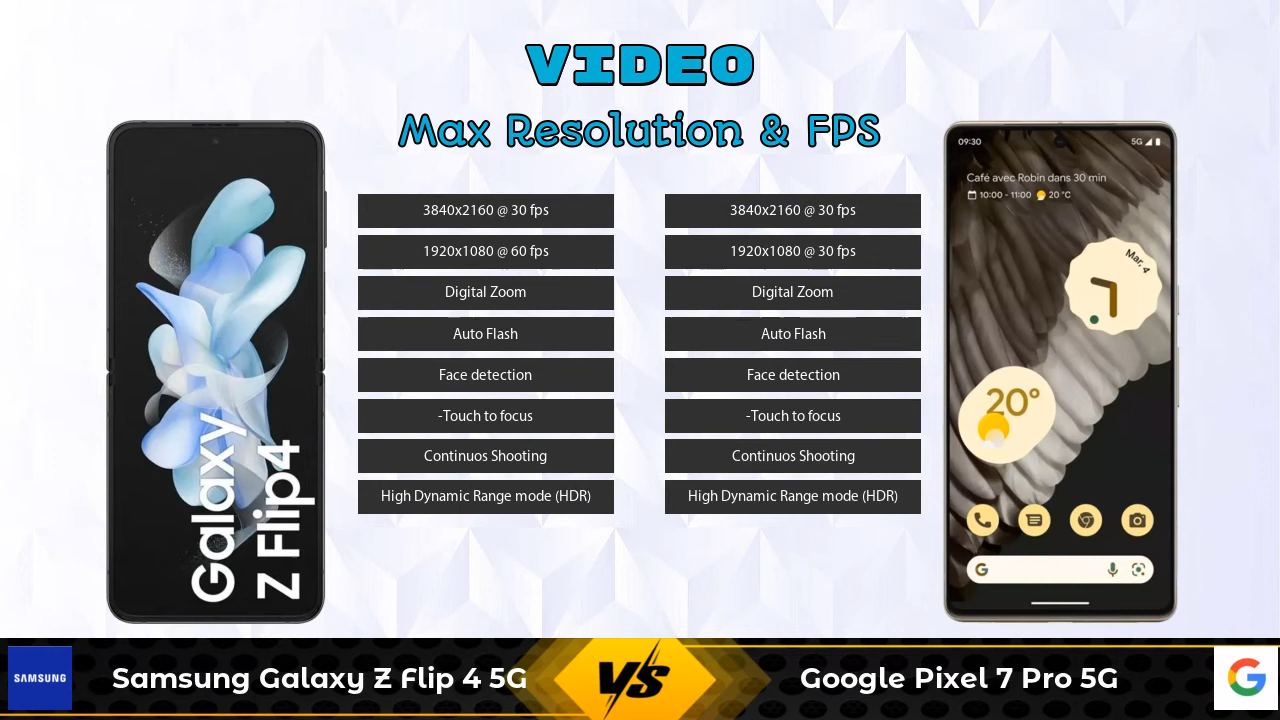 VIDEO
Max Resolution & FPS
3840x2160 @ 30 fps
1920x1080 @ 60 fps
Digital Zoom
Auto Flash
Face detection
-Touch to focus
Continuos Shooting
High Dynamic Range mode (HDR)
3840x2160 @ 30 fps
1920x1080 @ 30 fps
Digital Zoom
Auto Flash
Face detection
-Touch to focus
Continuos Shooting
High Dynamic Range mode (HDR)
Galaxy
Z Flip4
09:30
5G
Café avec Robin dans 30 min
10:00 - 11:00 20 °C
Mar, 4
20°
G
SAMSUNG
Samsung Galaxy Z Flip 4 5G
VS
Google Pixel 7 Pro 5G
G